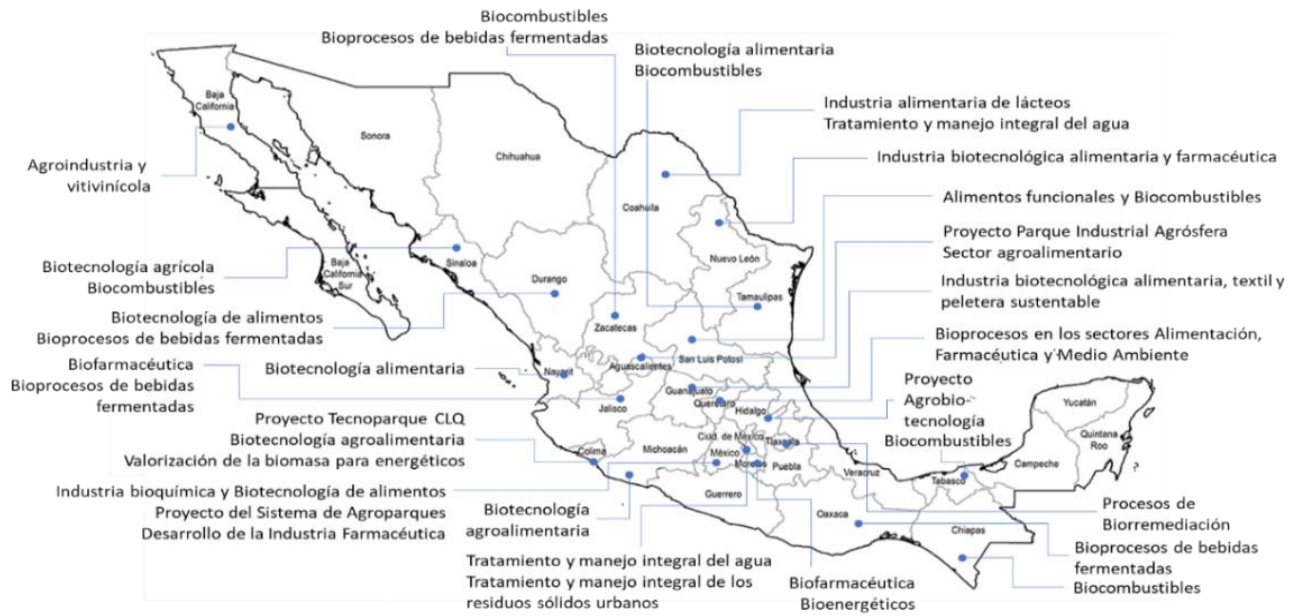 Biocombustibles
Bioprocesos de bebidas fermentadas
Biotecnología alimentaria
Biocombustibles
Industria alimentaria de lácteos
Tratamiento y manejo integral del agua
Industria biotecnológica alimentaria y farmacéutica
Alimentos funcionales y Biocombustibles
Proyecto Parque Industrial Agrósfera
Sector agroalimentario
Industria biotecnológica alimentaria, textil y
peletera sustentable
Bioprocesos en los sectores Alimentación,
Farmacéutica y Medio Ambiente
Proyecto
Agrobio-
tecnología
Biocombustibles
Agroindustria y
vitivinícola
Biotecnología agrícola
Biocombustibles
Biotecnología de alimentos
Bioprocesos de bebidas fermentadas
Biofarmacéutica
Bioprocesos de bebidas
fermentadas
Biotecnología alimentaria
Proyecto Tecnoparque CLQ
Biotecnología agroalimentaria
Valorización de la biomasa para energéticos
Industria bioquímica y Biotecnología de alimentos
Proyecto del Sistema de Agroparques
Desarrollo de la Industria Farmacéutica
Biotecnología
agroalimentaria
Tratamiento y manejo integral del agua
Tratamiento y manejo integral de los
residuos sólidos urbanos
Biofarmacéutica
Bioenergéticos
Procesos de
Biorremediación
Bioprocesos de bebidas
fermentadas
Biocombustibles
Baja
California
Sonora
Chihuahua
Coahuila
Nuevo León
Tamaulipas
Baja
California
Sur
Sinaloa
Durango
Zacatecas
San Luis Potosí
Nayarit
Aguascalientes
Jalisco
Guanajuato
Querétaro
Hidalgo
Colima
Michoacán
Ciud. de México
México
Tlaxcala
Morelos
Puebla
Veracruz
Guerrero
Oaxaca
Tabasco
Chiapas
Campeche
Yucatán
Quintana
Roo
?